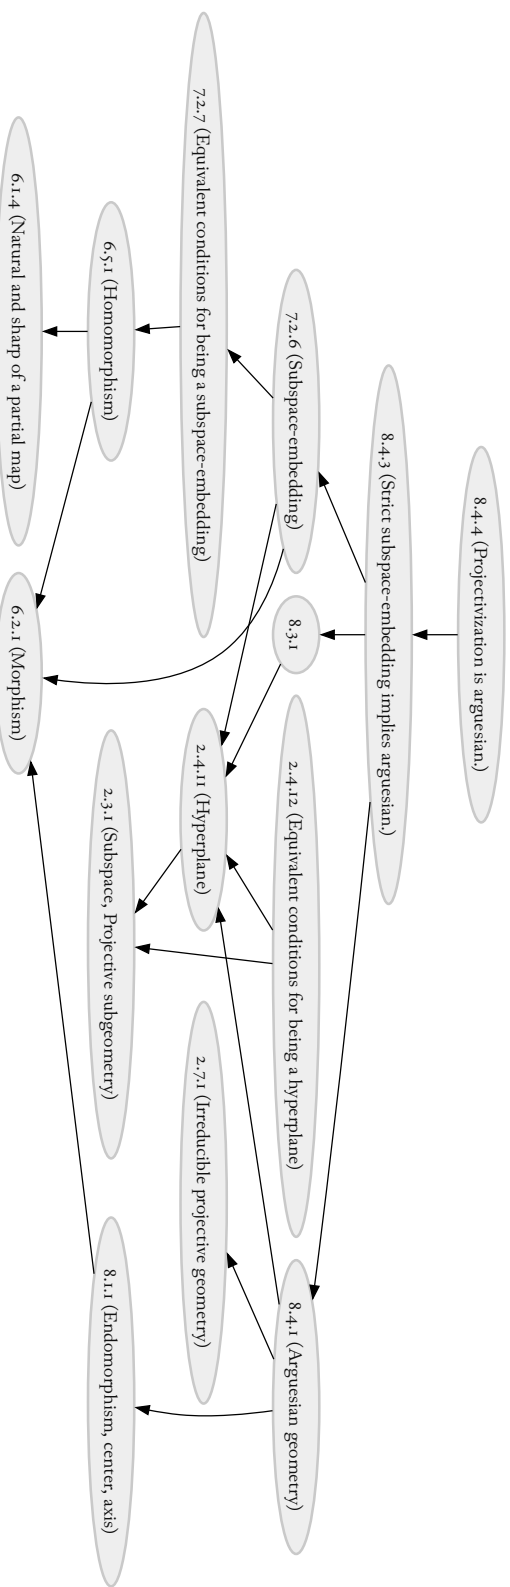 8.4.4 (Projectivization is arguesian.)
8.4.3 (Strict subspace-embedding implies arguesian.)
7.2.6 (Subspace-embedding)
8.3.1
2.4.12 (Equivalent conditions for being a hyperplane)
8.4.1 (Arguesian geometry)
7.2.7 (Equivalent conditions for being a subspace-embedding)
2.4.11 (Hyperplane)
2.7.1 (Irreducible projective geometry)
6.5.1 (Homomorphism)
2.3.1 (Subspace, Projective subgeometry)
8.1.1 (Endomorphism, center, axis)
6.1.4 (Natural and sharp of a partial map)
6.2.1 (Morphism)